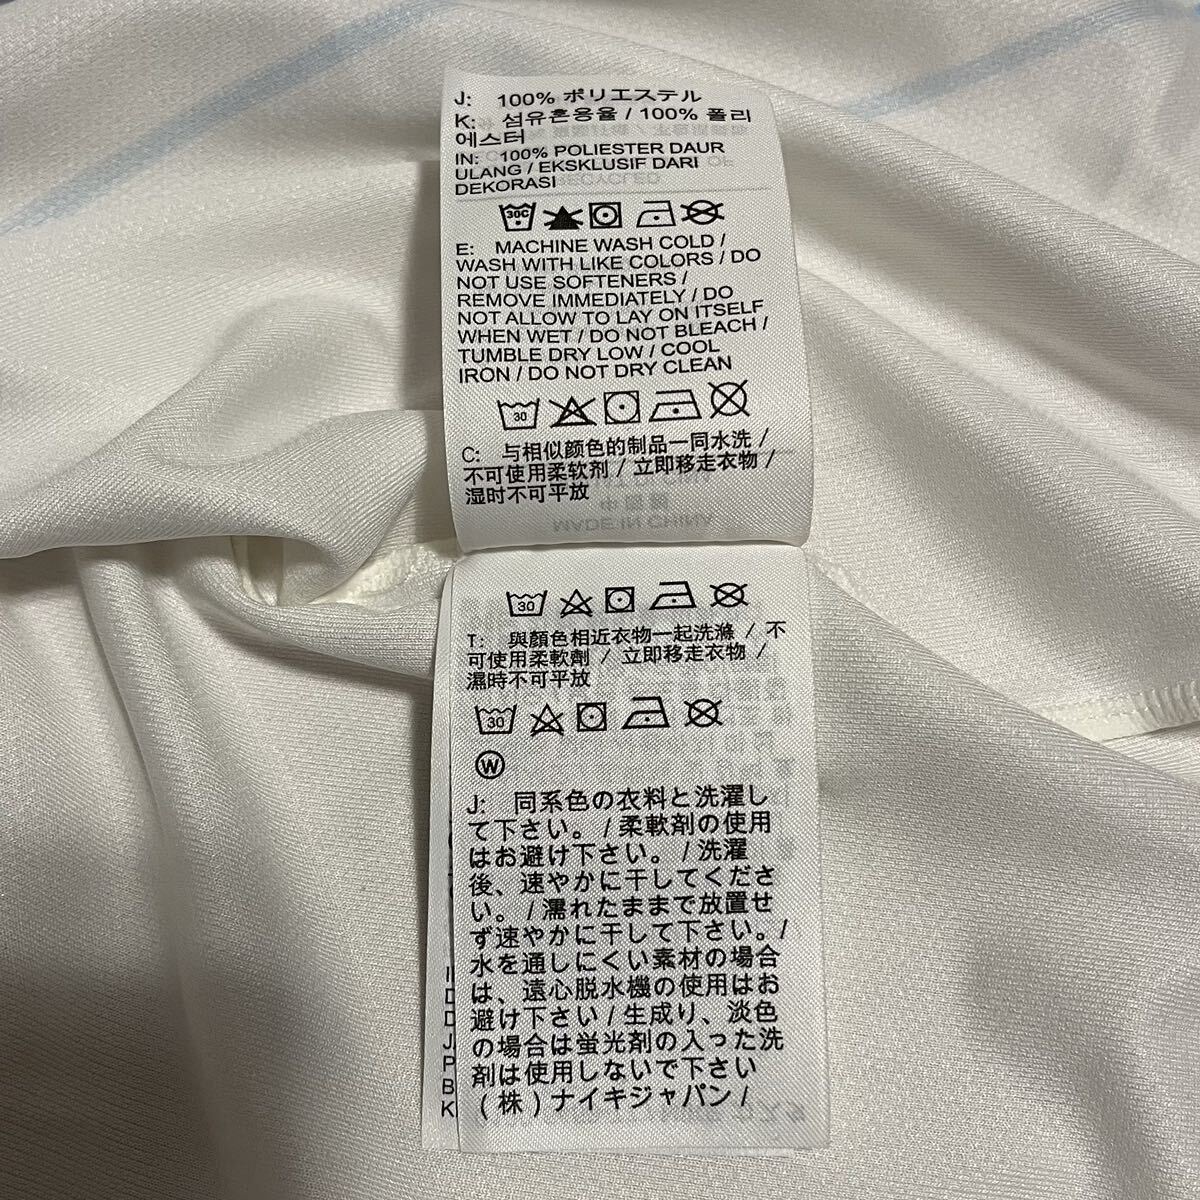 J: 100% ポリエステル
K: 섬유혼용율 / 100% 폴리
에스터
IN: 100% POLIESTER DAUR
ULANG / EKSKLUSIF DARI
DEKORASI
30C
E: MACHINE WASH COLD /
WASH WITH LIKE COLORS / DO
NOT USE SOFTENERS /
REMOVE IMMEDIATELY / DO
NOT ALLOW TO LAY ON ITSELF
WHEN WET / DO NOT BLEACH /
TUMBLE DRY LOW / COOL
IRON / DO NOT DRY CLEAN
30
C: 与相似颜色的制品一同水洗 /
不可使用柔软剂 / 立即移走衣物 /
湿时不可平放
中國製
MADE IN CHINA
30
T: 與顏色相近衣物一起洗滌 / 不
可使用柔軟劑 / 立即移走衣物 /
濕時不可平放
30
W
J: 同系色の衣料と洗濯し
て下さい。 / 柔軟剤の使用
はお避け下さい。 / 洗濯
後、速やかに干してくださ
い。 / 濡れたままで放置せ
ず速やかに干して下さい。/
水を通しにくい素材の場合
は、遠心脱水機の使用はお
避け下さい / 生成り、淡色
の場合は蛍光剤の入った洗
剤は使用しないで下さい
(株)ナイキジャパン /
I
D
D
J
P
B
K